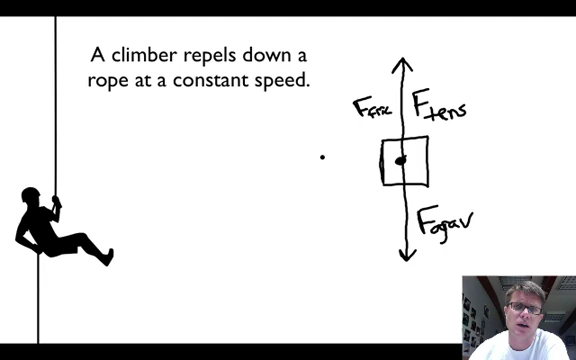 A climber repels down a
rope at a constant speed.
Ffric Ftens
Fgrav